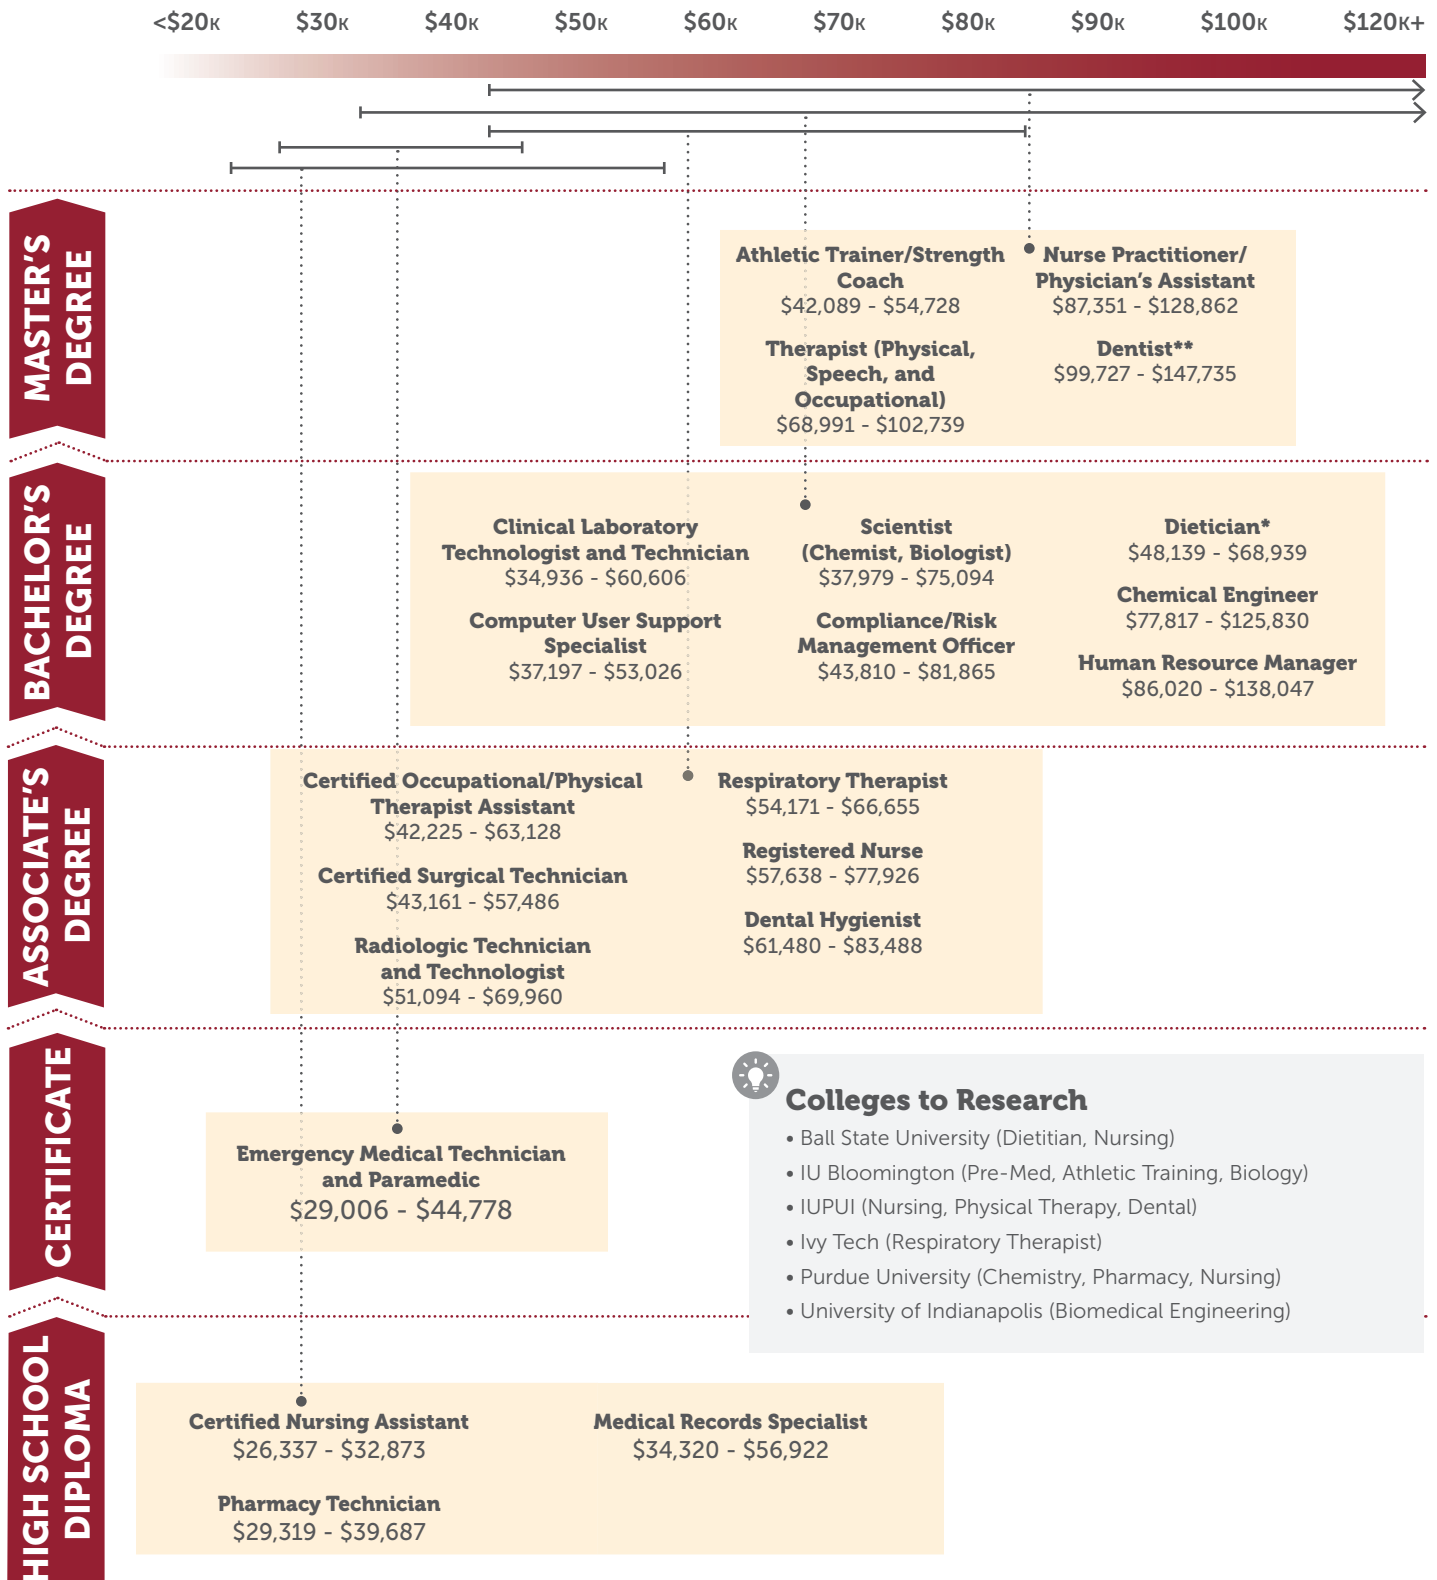 <$20K $30K $40K $50K $60K $70K $80K $90K $100K $120K+
MASTER'S
DEGREE
Athletic Trainer/Strength
Coach
$42,089 - $54,728
Therapist (Physical,
Speech, and
Occupational)
$68,991 - $102,739
Nurse Practitioner/
Physician's Assistant
$87,351 - $128,862
Dentist**
$99,727 - $147,735
BACHELOR'S
DEGREE
Clinical Laboratory
Technologist and Technician
$34,936 - $60,606
Computer User Support
Specialist
$37,197 - $53,026
Scientist
(Chemist, Biologist)
$37,979 - $75,094
Compliance/Risk
Management Officer
$43,810 - $81,865
Dietician*
$48,139 - $68,939
Chemical Engineer
$77,817 - $125,830
Human Resource Manager
$86,020 - $138,047
ASSOCIATE'S
DEGREE
Certified Occupational/Physical
Therapist Assistant
$42,225 - $63,128
Certified Surgical Technician
$43,161 - $57,486
Radiologic Technician
and Technologist
$51,094 - $69,960
Respiratory Therapist
$54,171 - $66,655
Registered Nurse
$57,638 - $77,926
Dental Hygienist
$61,480 - $83,488
CERTIFICATE
Emergency Medical Technician
and Paramedic
$29,006 - $44,778
Colleges to Research
• Ball State University (Dietitian, Nursing)
• IU Bloomington (Pre-Med, Athletic Training, Biology)
• IUPUI (Nursing, Physical Therapy, Dental)
• Ivy Tech (Respiratory Therapist)
• Purdue University (Chemistry, Pharmacy, Nursing)
• University of Indianapolis (Biomedical Engineering)
HIGH SCHOOL
DIPLOMA
Certified Nursing Assistant
$26,337 - $32,873
Pharmacy Technician
$29,319 - $39,687
Medical Records Specialist
$34,320 - $56,922